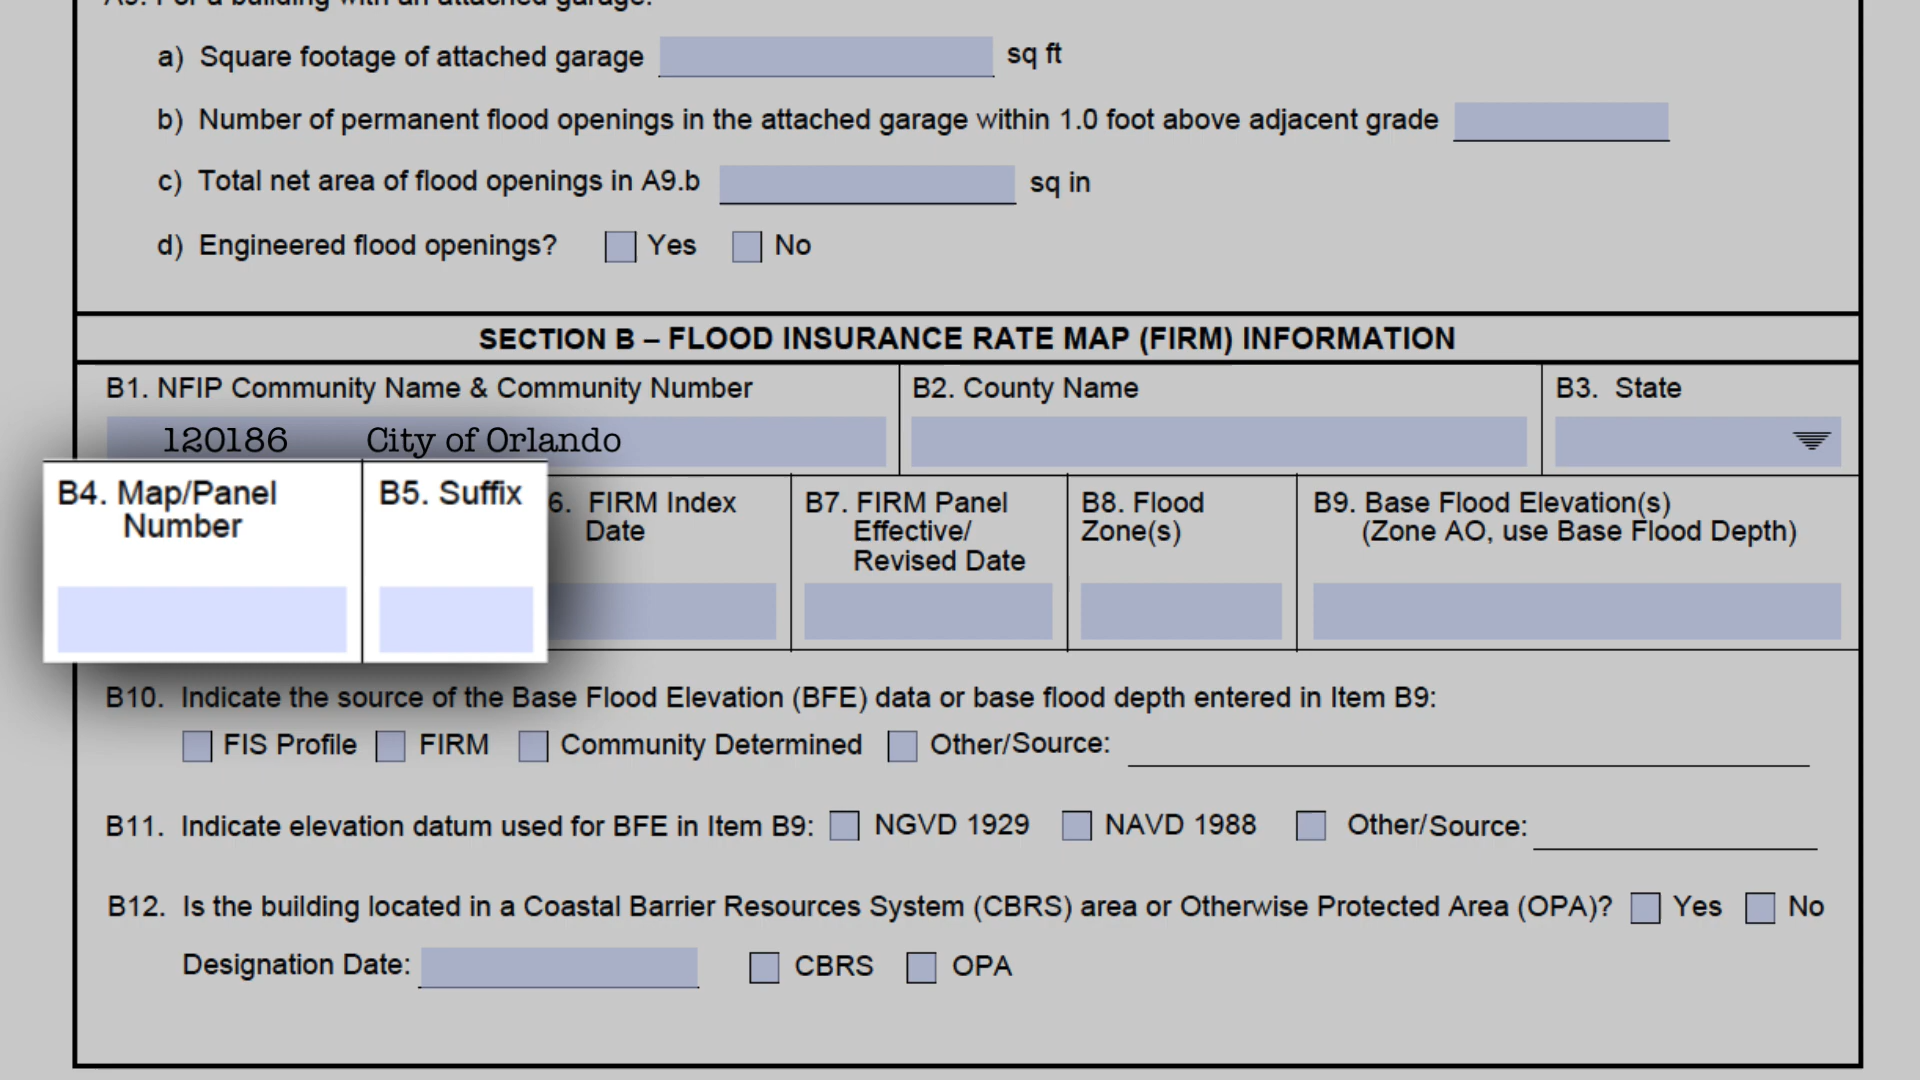 A9. For a building with an attached garage:
a) Square footage of attached garage sq ft
b) Number of permanent flood openings in the attached garage within 1.0 foot above adjacent grade
c) Total net area of flood openings in A9.b sq in
d) Engineered flood openings? Yes No
SECTION B – FLOOD INSURANCE RATE MAP (FIRM) INFORMATION
B1. NFIP Community Name & Community Number
120186 City of Orlando
B2. County Name
B3. State
B4. Map/Panel
Number
B5. Suffix
6. FIRM Index
Date
B7. FIRM Panel
Effective/
Revised Date
B8. Flood
Zone(s)
B9. Base Flood Elevation(s)
(Zone AO, use Base Flood Depth)
B10. Indicate the source of the Base Flood Elevation (BFE) data or base flood depth entered in Item B9:
FIS Profile FIRM Community Determined Other/Source:
B11. Indicate elevation datum used for BFE in Item B9: NGVD 1929 NAVD 1988 Other/Source:
B12. Is the building located in a Coastal Barrier Resources System (CBRS) area or Otherwise Protected Area (OPA)? Yes No
Designation Date: CBRS OPA